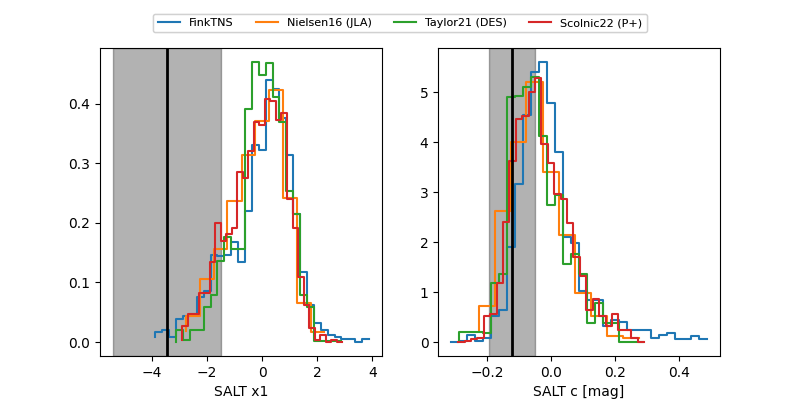 FinkTNS Nielsen16 (JLA) Taylor21 (DES) Scolnic22 (P+)
0.4
0.3
0.2
0.1
0.0
−4 −2 0 2 4
SALT x1
5
4
3
2
1
0
−0.2 0.0 0.2 0.4
SALT c [mag]